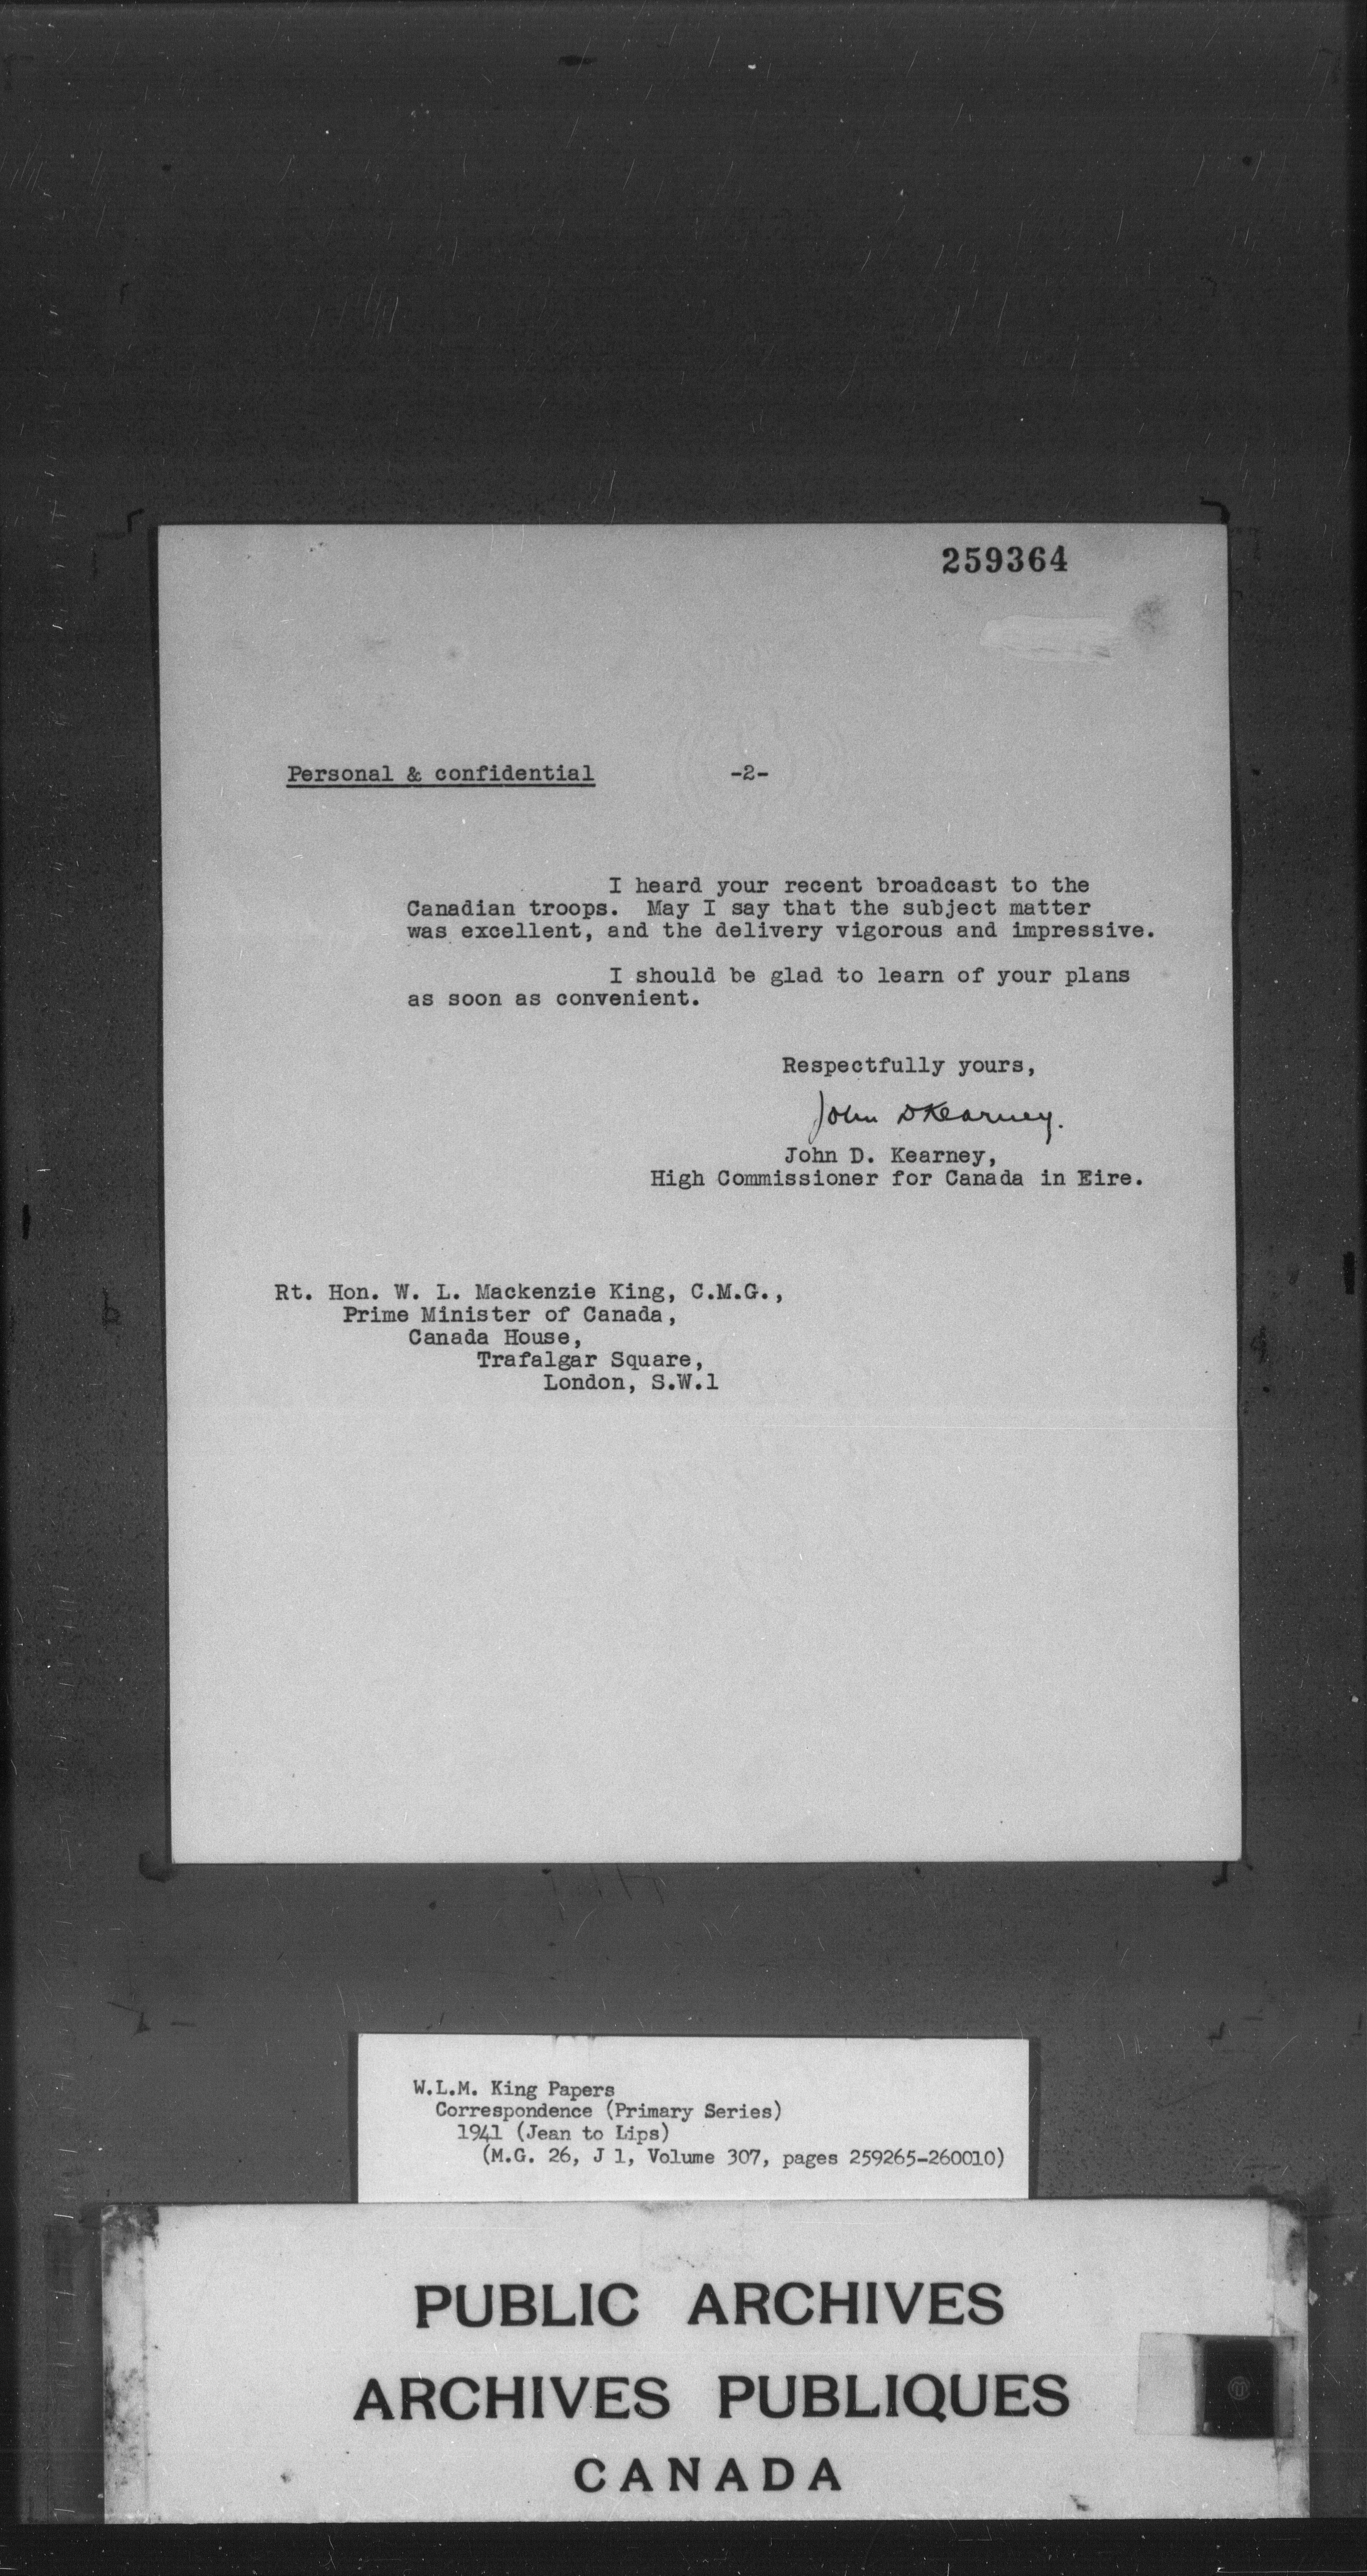 259364
Personal & confidential -2-
I heard your recent broadcast to the
Canadian troops. May I say that the subject matter
was excellent, and the delivery vigorous and impressive.
I should be glad to learn of your plans
as soon as convenient.
Respectfully yours,
John D Kearney.
John D. Kearney,
High Commissioner for Canada in Eire.
Rt. Hon. W. L. Mackenzie King, C.M.G.,
Prime Minister of Canada,
Canada House,
Trafalgar Square,
London, S.W.1
W.L.M. King Papers
Correspondence (Primary Series)
1941 (Jean to Lips)
(M.G. 26, J 1, Volume 307, pages 259265-260010)
PUBLIC ARCHIVES
ARCHIVES PUBLIQUES
CANADA